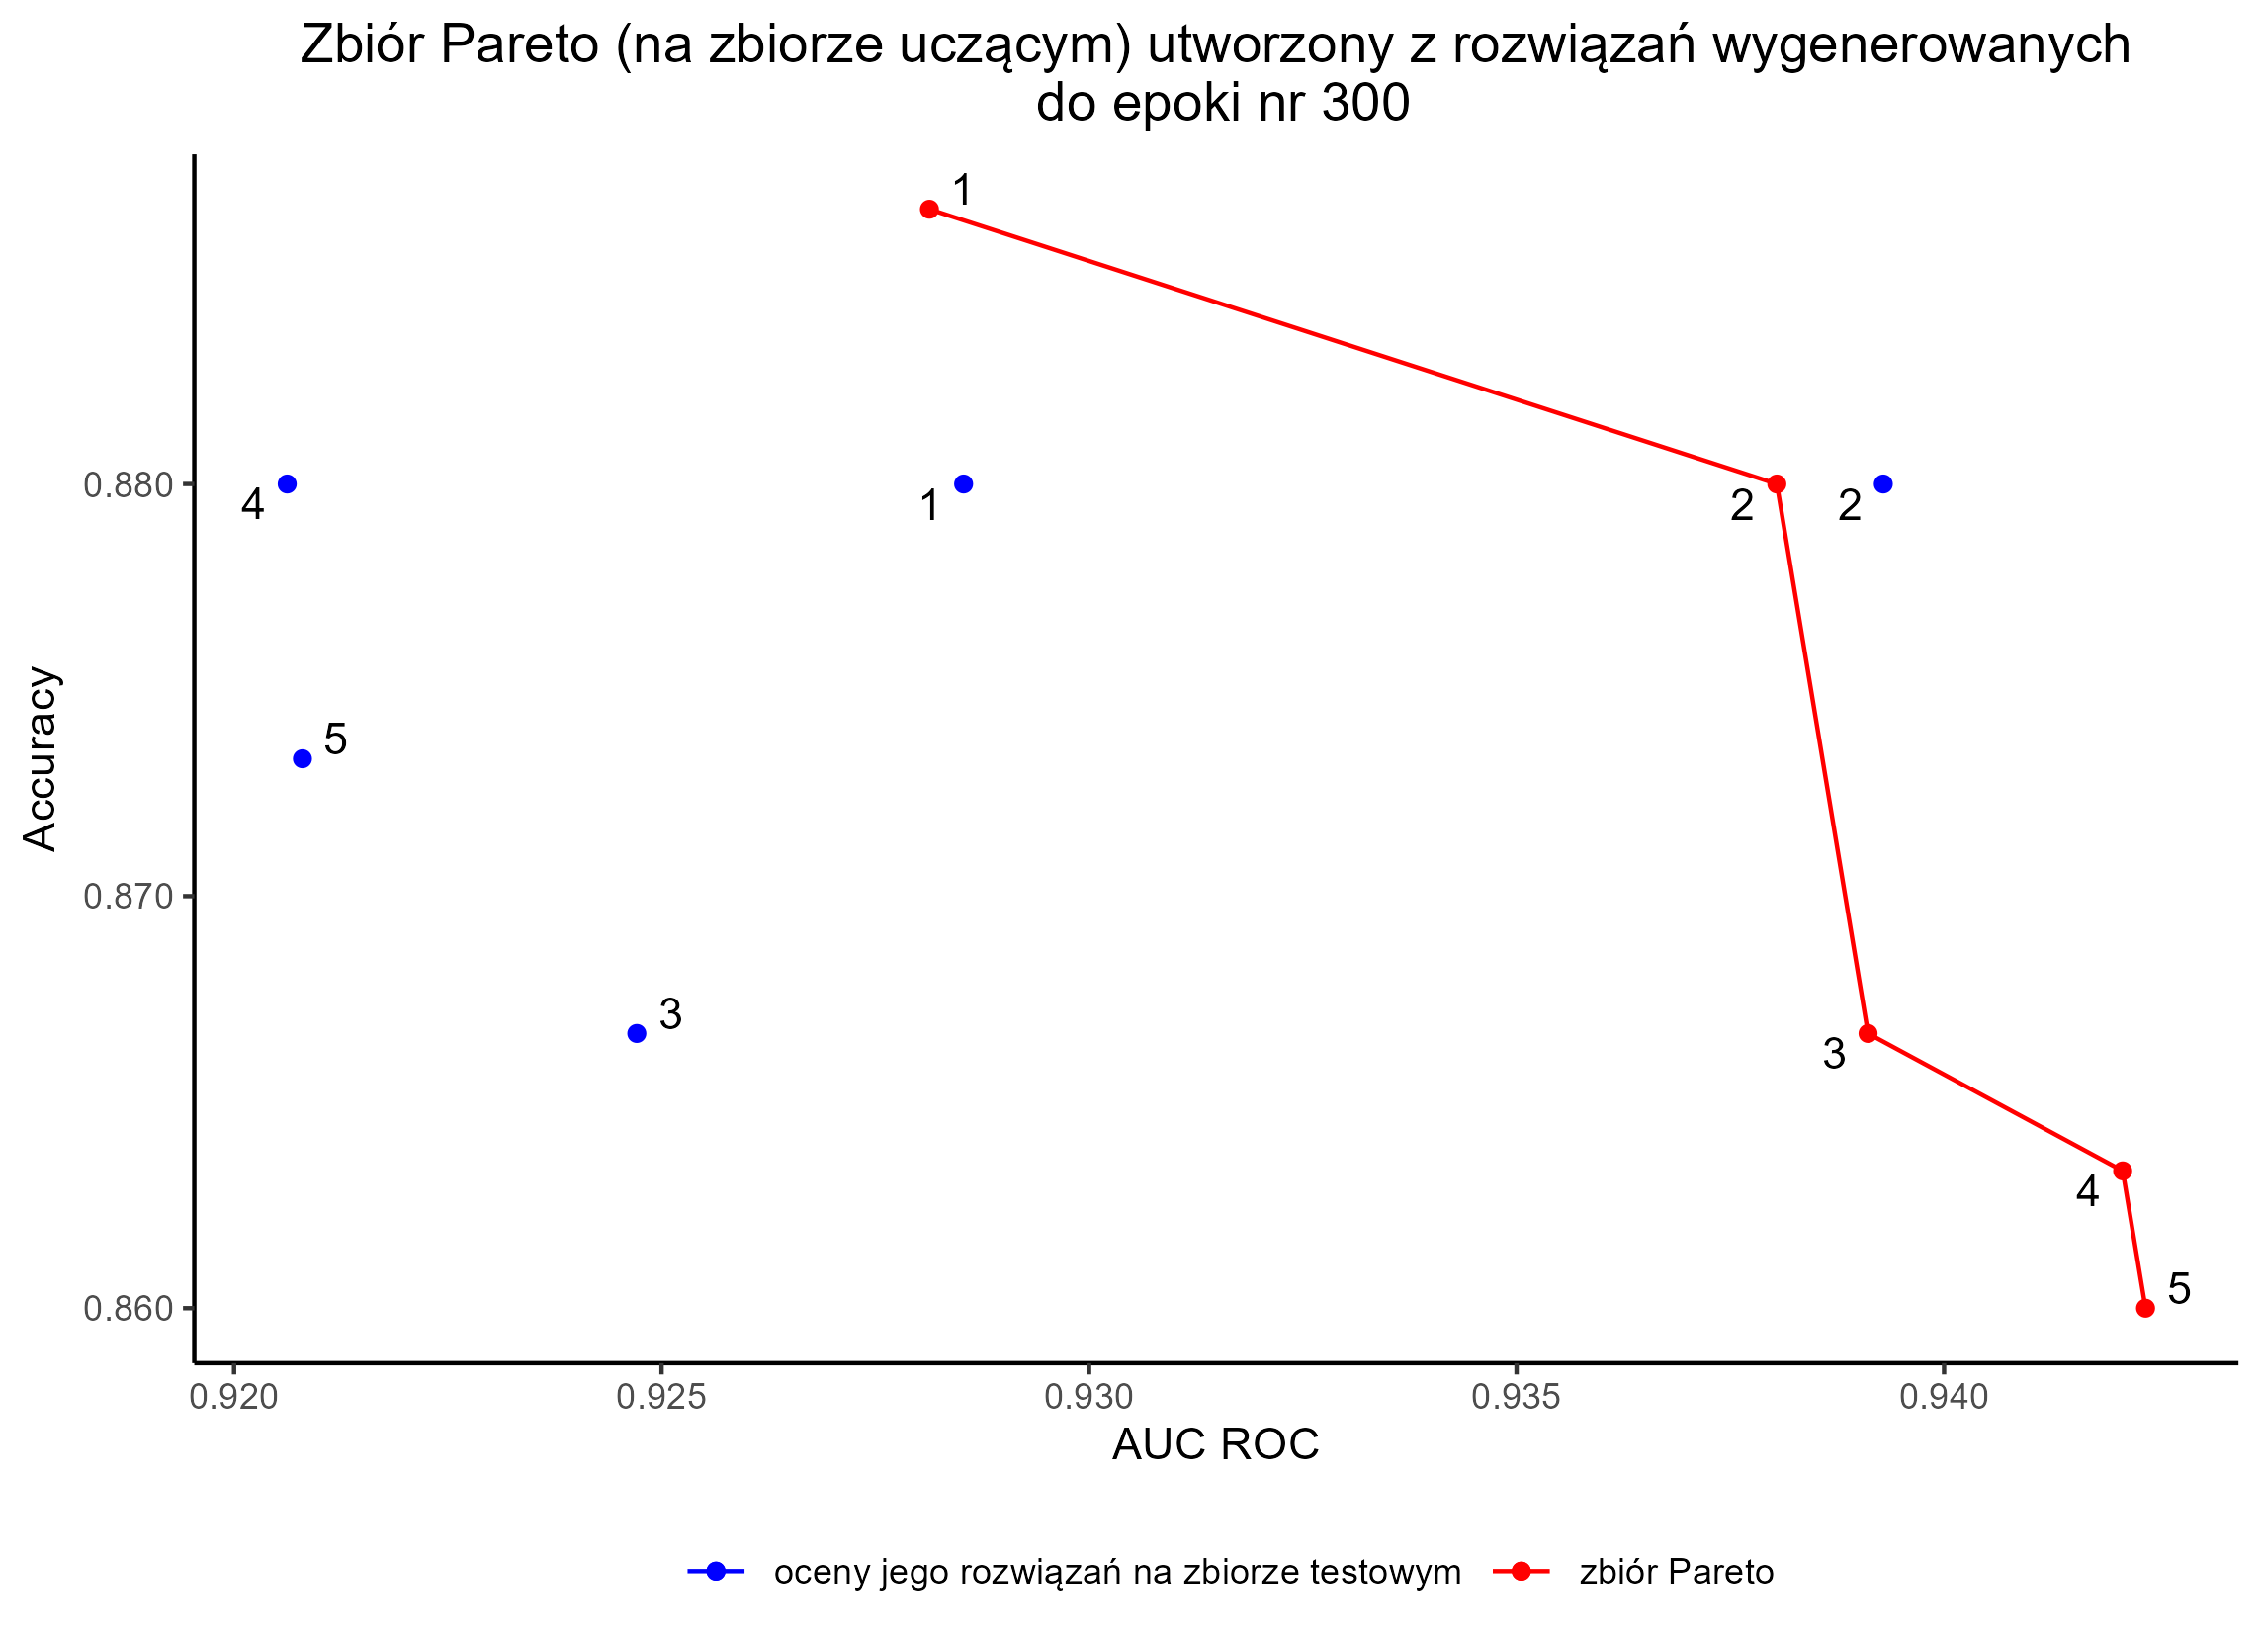 Zbiór Pareto (na zbiorze uczącym) utworzony z rozwiązań wygenerowanych
do epoki nr 300
1
0.880
4
1
2
2
5
Accuracy
0.870
3
3
4
5
0.860
0.920 0.925 0.930 0.935 0.940
AUC ROC
oceny jego rozwiązań na zbiorze testowym zbiór Pareto